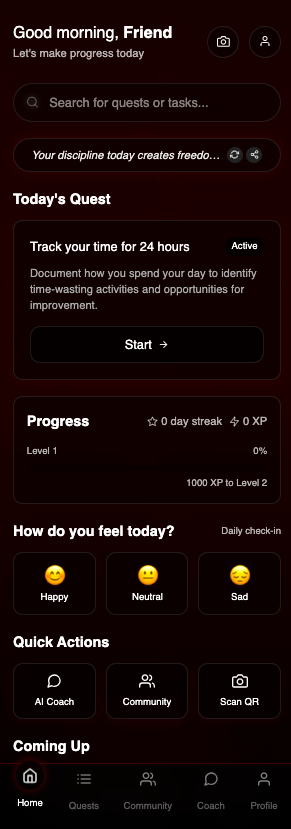 Good morning, Friend
Let's make progress today
Search for quests or tasks...
Your discipline today creates freedo...
Today's Quest
Track your time for 24 hours
Active
Document how you spend your day to identify
time-wasting activities and opportunities for
improvement.
Start →
Progress
0 day streak
0 XP
Level 1
0%
1000 XP to Level 2
How do you feel today?
Daily check-in
Happy
Neutral
Sad
Quick Actions
AI Coach
Community
Scan QR
Coming Up
Home
Quests
Community
Coach
Profile